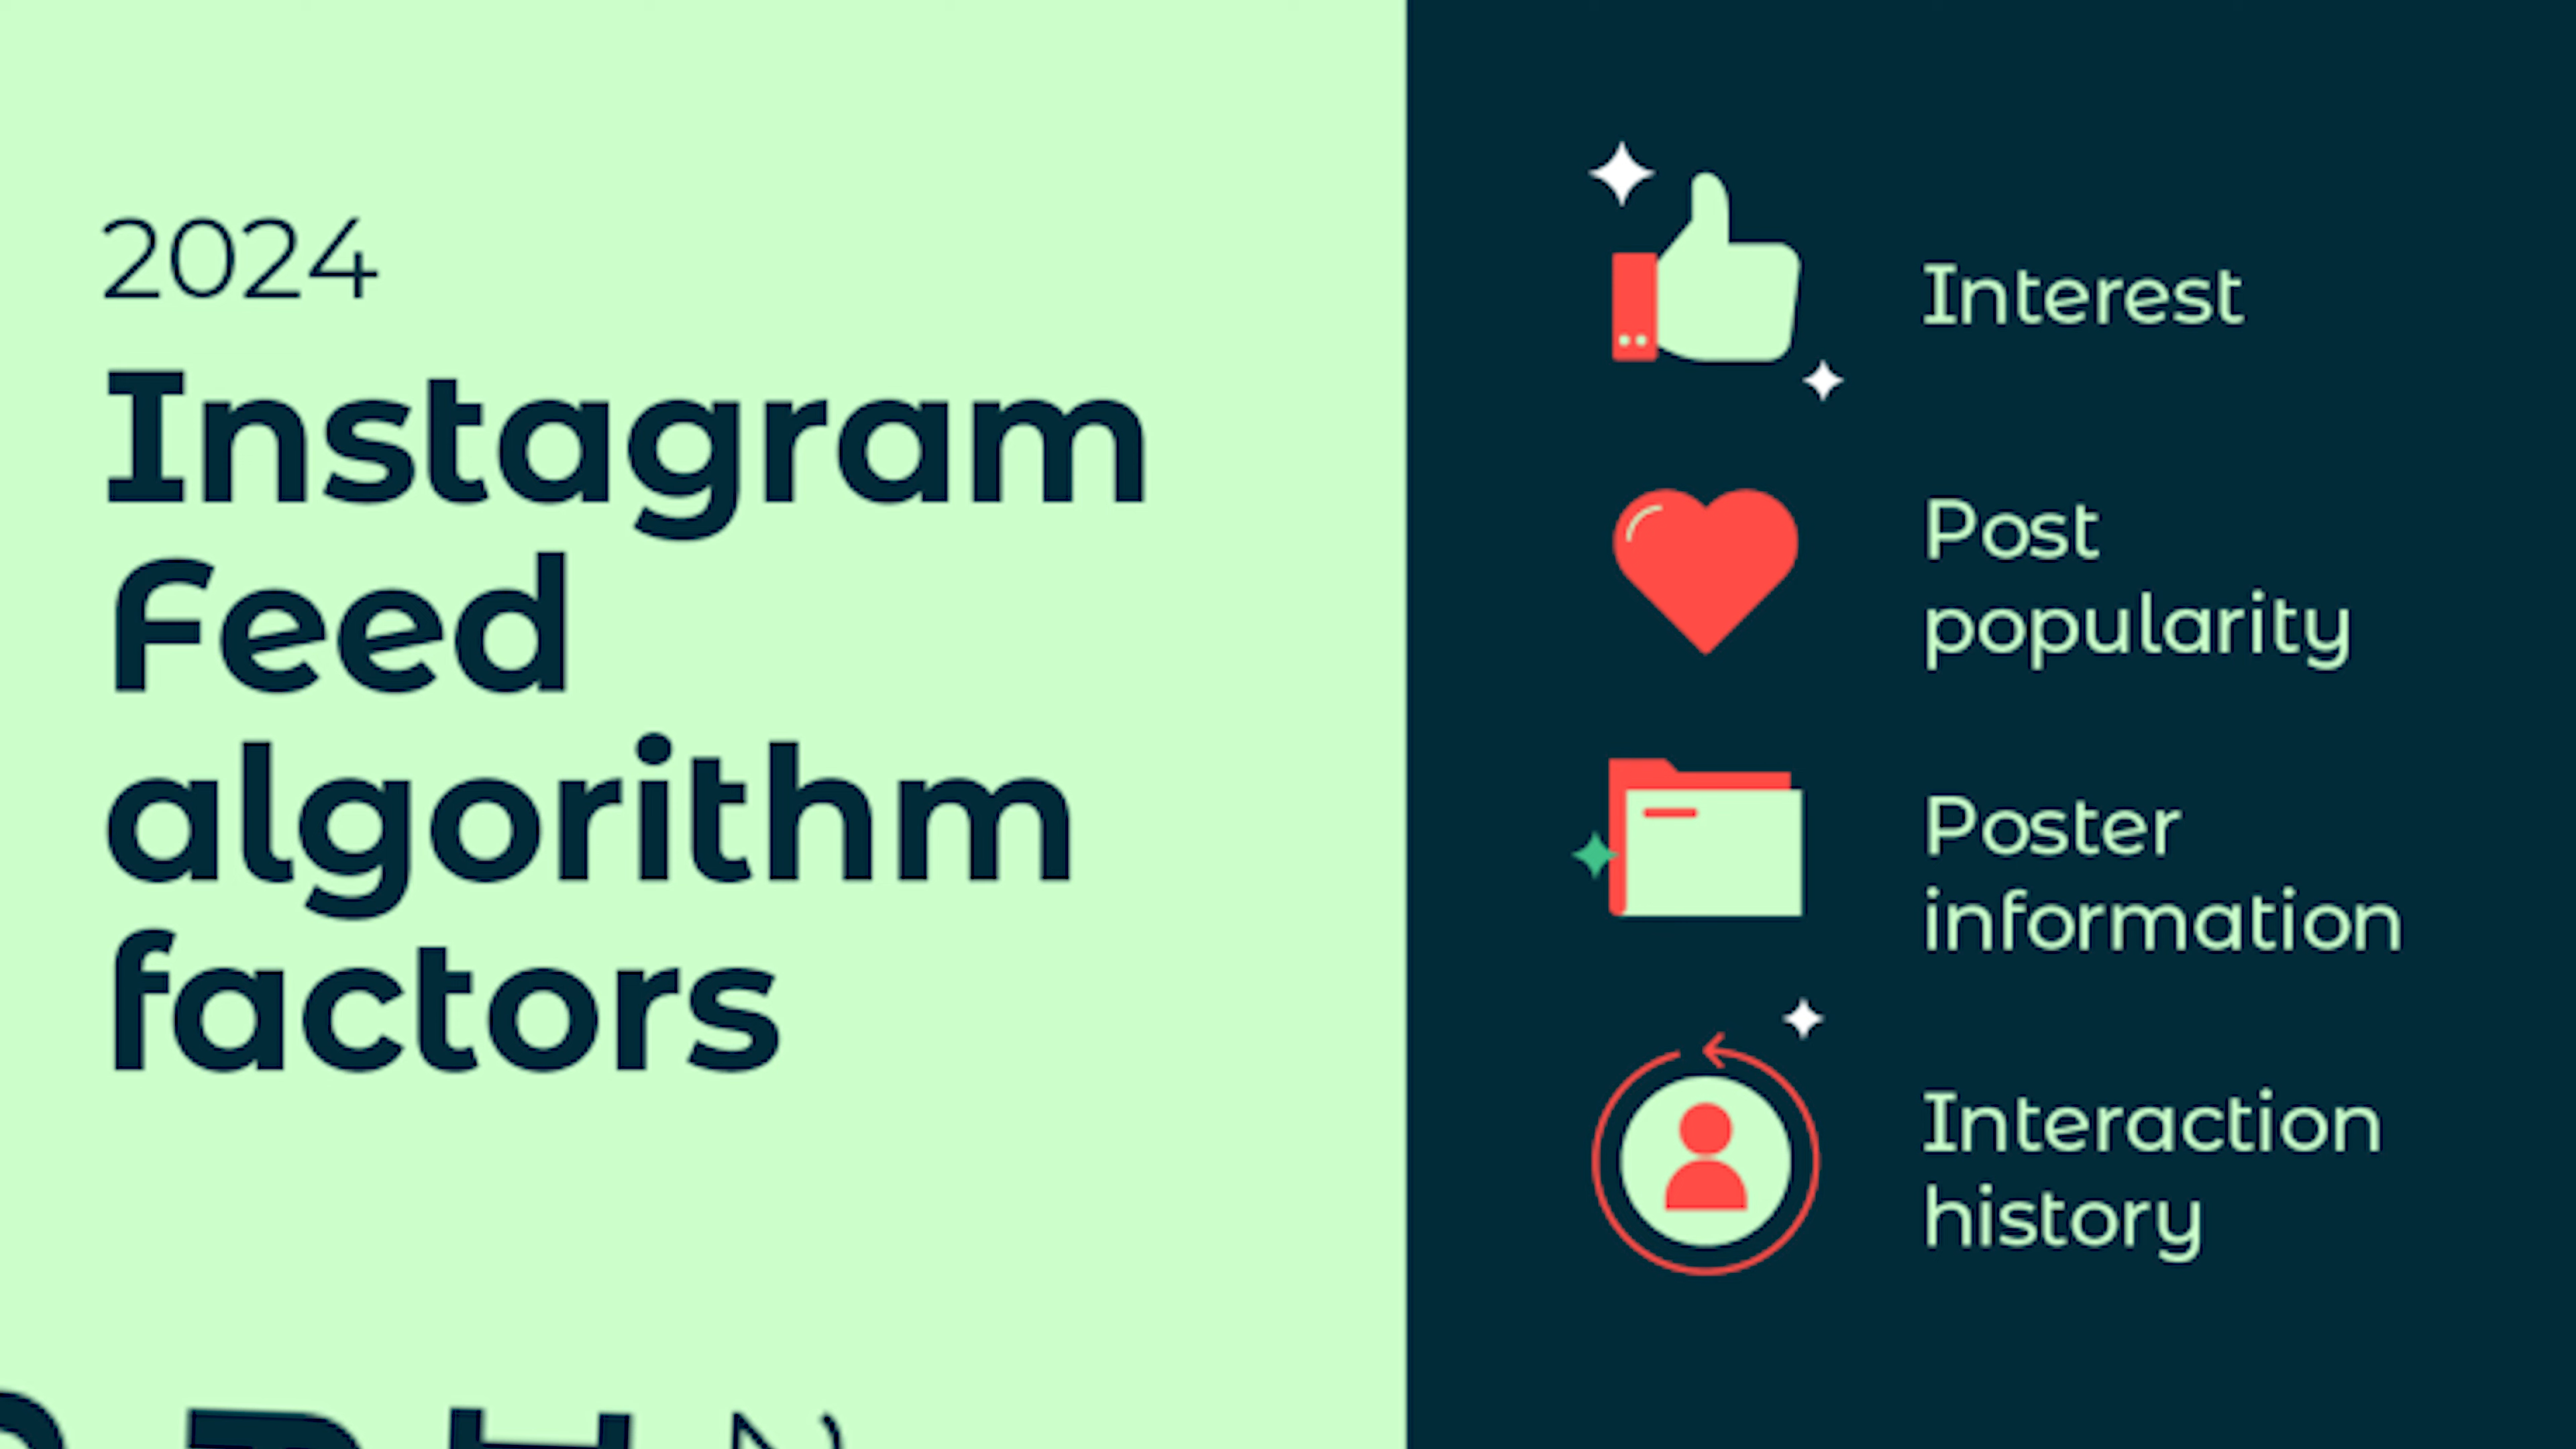 2024
Instagram
Feed
algorithm
factors
Interest
Post
popularity
Poster
information
Interaction
history